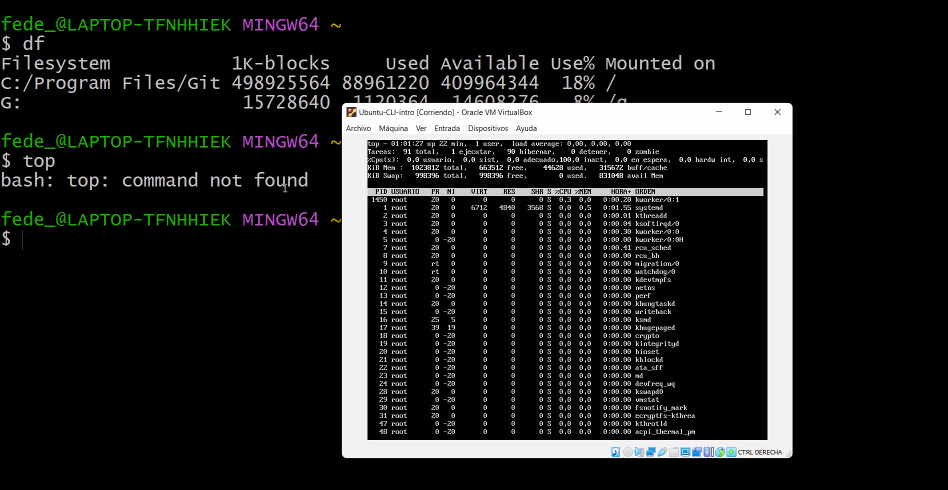 fede_@LAPTOP-TFNHHIEK MINGW64 ~
$ df
Filesystem 1K-blocks Used Available Use% Mounted on
C:/Program Files/Git 498925564 88961220 409964344 18% /
G: 15728640 1120364 14608276 8% /g
fede_@LAPTOP-TFNHHIEK MINGW64 ~
$ top
bash: top: command not found
fede_@LAPTOP-TFNHHIEK MINGW64 ~
$
Ubuntu-CLI-intro [Corriendo] - Oracle VM VirtualBox
Archivo Máquina Ver Entrada Dispositivos Ayuda
top - 01:01:27 up 22 min, 1 user, load average: 0,00, 0,00, 0,00
Tareas: 91 total, 1 ejecutar, 90 hibernar, 0 detener, 0 zombie
%Cpu(s): 0,0 usuario, 0,0 sist, 0,0 adecuado,100,0 inact, 0,0 en espera, 0,0 hardw int, 0,0 s
KiB Mem : 1023812 total, 663512 free, 44628 used, 315672 buff/cache
KiB Swap: 998396 total, 998396 free, 0 used. 831048 avail Mem
PID USUARIO PR NI VIRT RES SHR S %CPU %MEM HORA+ ORDEN
1450 root 20 0 0 0 0 S 0,3 0,0 0:00.20 kworker/0:1
1 root 20 0 6712 4840 3568 S 0,0 0,5 0:01.55 systemd
2 root 20 0 0 0 0 S 0,0 0,0 0:00.01 kthreadd
3 root 20 0 0 0 0 S 0,0 0,0 0:00.04 ksoftirqd/0
4 root 20 0 0 0 0 S 0,0 0,0 0:00.30 kworker/0:0
5 root 0 -20 0 0 0 S 0,0 0,0 0:00.00 kworker/0:0H
7 root 20 0 0 0 0 S 0,0 0,0 0:00.41 rcu_sched
8 root 20 0 0 0 0 S 0,0 0,0 0:00.00 rcu_bh
9 root rt 0 0 0 0 S 0,0 0,0 0:00.00 migration/0
10 root rt 0 0 0 0 S 0,0 0,0 0:00.00 watchdog/0
11 root 20 0 0 0 0 S 0,0 0,0 0:00.00 kdevtmpfs
12 root 0 -20 0 0 0 S 0,0 0,0 0:00.00 netns
13 root 0 -20 0 0 0 S 0,0 0,0 0:00.00 perf
14 root 20 0 0 0 0 S 0,0 0,0 0:00.00 khungtaskd
15 root 0 -20 0 0 0 S 0,0 0,0 0:00.00 writeback
16 root 25 5 0 0 0 S 0,0 0,0 0:00.00 ksmd
17 root 39 19 0 0 0 S 0,0 0,0 0:00.00 khugepaged
18 root 0 -20 0 0 0 S 0,0 0,0 0:00.00 crypto
19 root 0 -20 0 0 0 S 0,0 0,0 0:00.00 kintegrityd
20 root 0 -20 0 0 0 S 0,0 0,0 0:00.00 bioset
21 root 0 -20 0 0 0 S 0,0 0,0 0:00.00 kblockd
22 root 0 -20 0 0 0 S 0,0 0,0 0:00.00 ata_sff
23 root 0 -20 0 0 0 S 0,0 0,0 0:00.00 md
24 root 0 -20 0 0 0 S 0,0 0,0 0:00.00 devfreq_wq
28 root 20 0 0 0 0 S 0,0 0,0 0:00.00 kswapd0
29 root 0 -20 0 0 0 S 0,0 0,0 0:00.00 vmstat
30 root 20 0 0 0 0 S 0,0 0,0 0:00.00 fsnotify_mark
31 root 20 0 0 0 0 S 0,0 0,0 0:00.00 ecryptfs-kthrea
47 root 0 -20 0 0 0 S 0,0 0,0 0:00.00 kthrotld
48 root 0 -20 0 0 0 S 0,0 0,0 0:00.00 acpi_thermal_pm
CTRL DERECHA